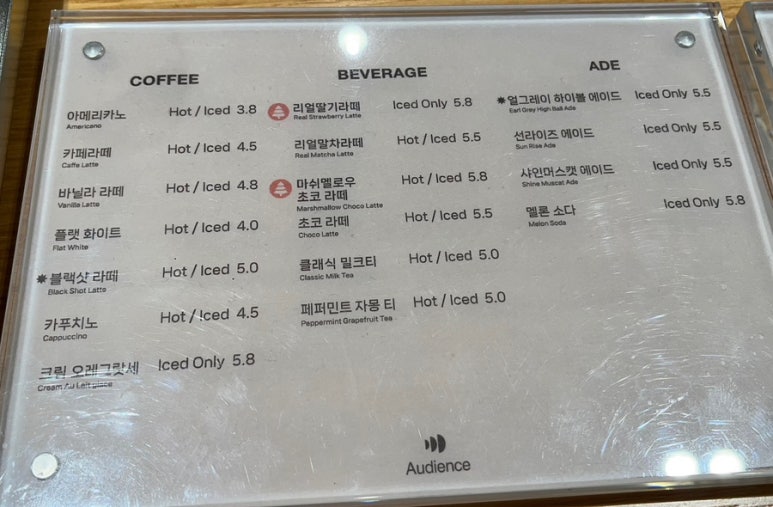 COFFEE
아메리카노 Hot / Iced 3.8
Americano
카페라떼 Hot / Iced 4.5
Caffe Latte
바닐라 라떼 Hot / Iced 4.8
Vanilla Latte
플랫 화이트 Hot / Iced 4.0
Flat White
✱블랙샷 라떼 Hot / Iced 5.0
Black Shot Latte
카푸치노 Hot / Iced 4.5
Cappuccino
크림 오레그랏세 Iced Only 5.8
Cream Au Lait glace
BEVERAGE
리얼딸기라떼 Iced Only 5.8
Real Strawberry Latte
리얼말차라떼 Hot / Iced 5.5
Real Matcha Latte
마쉬멜로우 Hot / Iced 5.8
초코 라떼
Marshmallow Choco Latte
초코 라떼 Hot / Iced 5.5
Choco Latte
클래식 밀크티 Hot / Iced 5.0
Classic Milk Tea
페퍼민트 자몽 티 Hot / Iced 5.0
Peppermint Grapefruit Tea
ADE
✱얼그레이 하이볼 에이드 Iced Only 5.5
Earl Grey High Ball Ada
선라이즈 에이드 Iced Only 5.5
Sun Rise Ade
샤인머스캣 에이드 Iced Only 5.5
Shine Muscat Ade
멜론 소다 Iced Only 5.8
Melon Soda
Audience